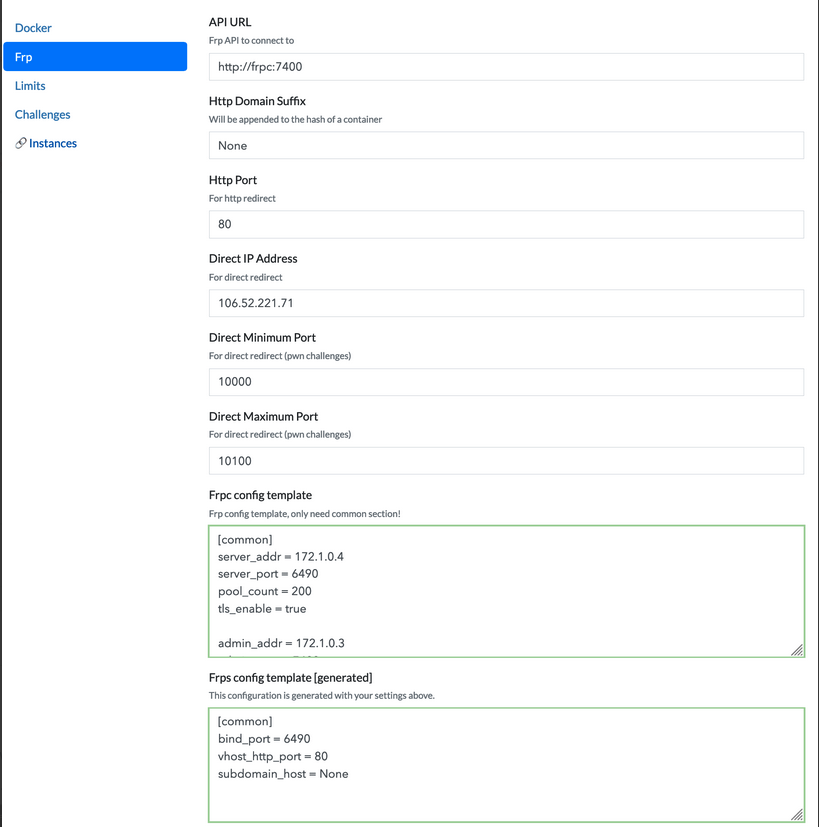 Docker
Frp
Limits
Challenges
Instances
API URL
Frp API to connect to
http://frpc:7400
Http Domain Suffix
Will be appended to the hash of a container
None
Http Port
For http redirect
80
Direct IP Address
For direct redirect
106.52.221.71
Direct Minimum Port
For direct redirect (pwn challenges)
10000
Direct Maximum Port
For direct redirect (pwn challenges)
10100
Frpc config template
Frp config template, only need common section!
[common]
server_addr = 172.1.0.4
server_port = 6490
pool_count = 200
tls_enable = true
admin_addr = 172.1.0.3
Frps config template [generated]
This configuration is generated with your settings above.
[common]
bind_port = 6490
vhost_http_port = 80
subdomain_host = None